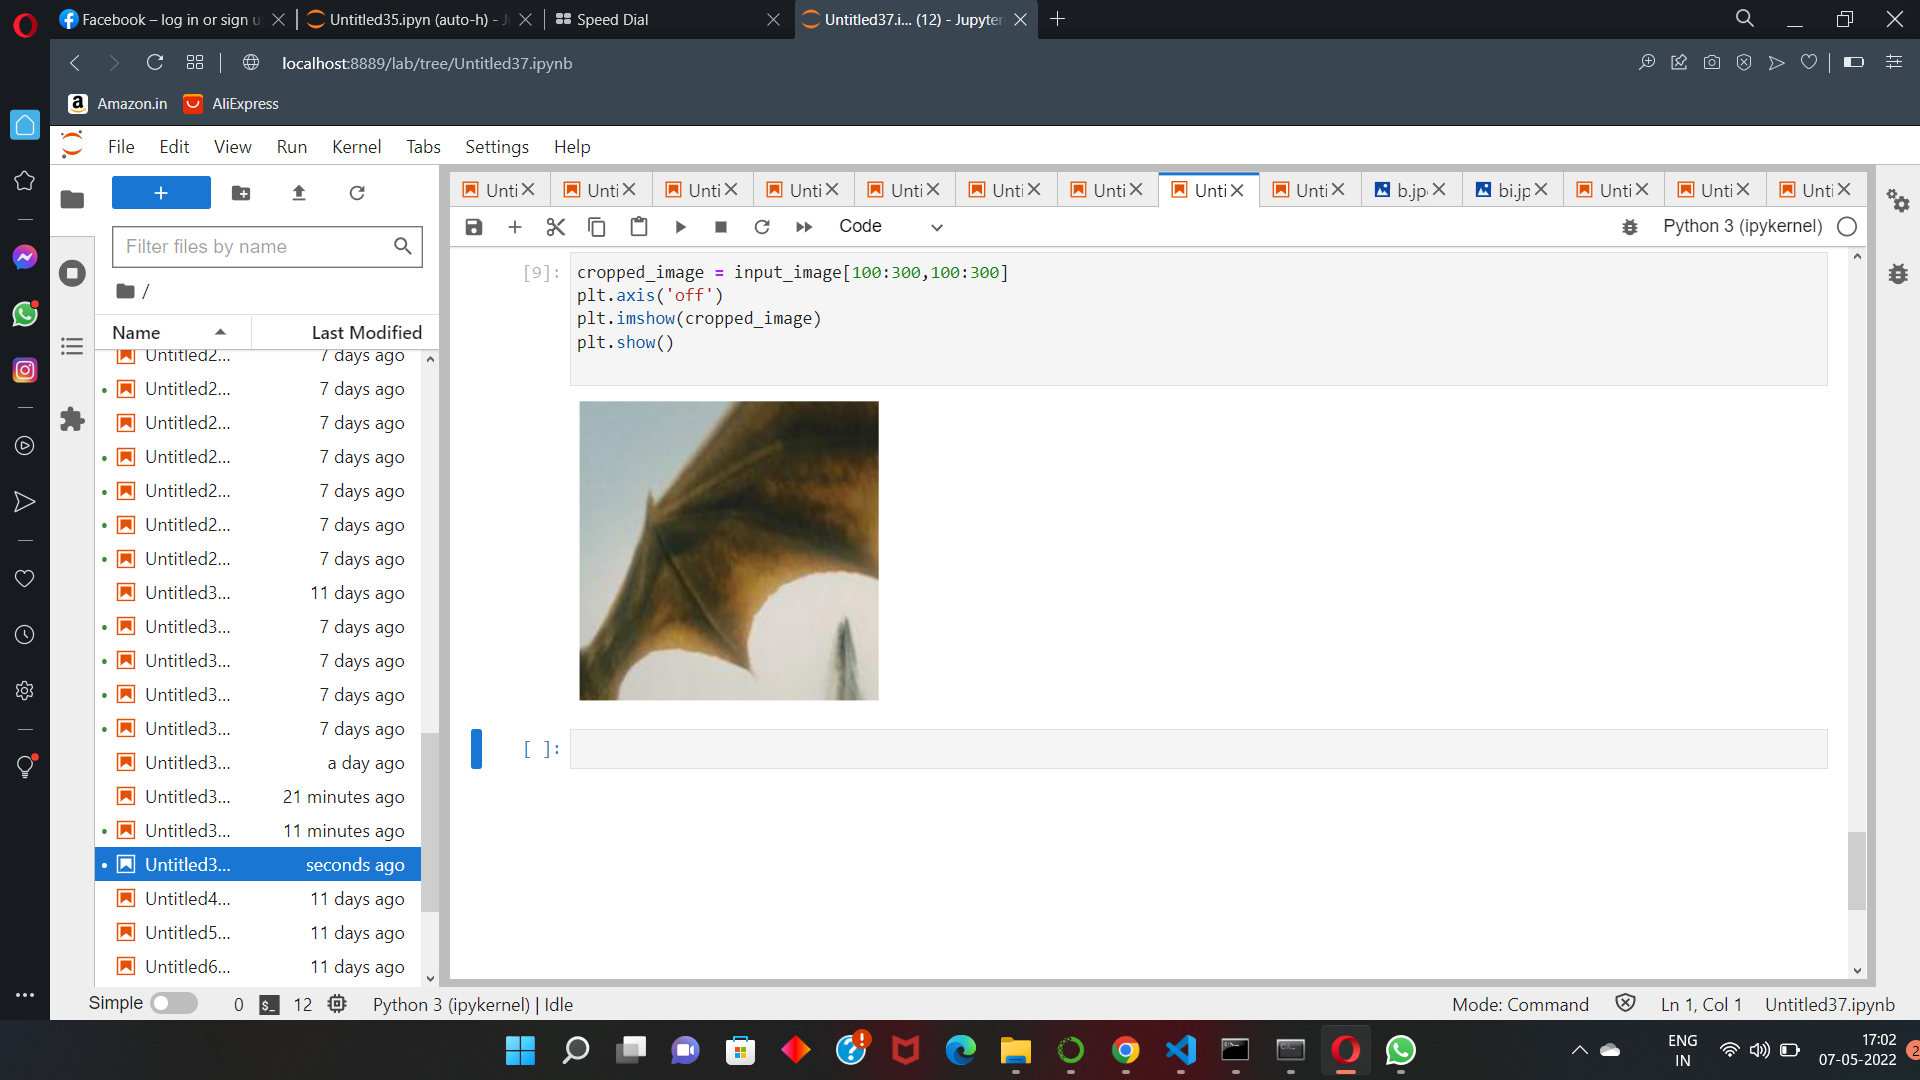 Facebook – log in or sign u
Untitled35.ipyn (auto-h) - J
Speed Dial
Untitled37.i... (12) - Jupyter
localhost:8889/lab/tree/Untitled37.ipynb
Amazon.in
AliExpress
File Edit View Run Kernel Tabs Settings Help
Unti Unti Unti Unti Unti Unti Unti Unti Unti b.jp bi.jp Unti Unti Unti
Code
Python 3 (ipykernel)
Filter files by name
/
Name Last Modified
Untitled2... 7 days ago
Untitled2... 7 days ago
Untitled2... 7 days ago
Untitled2... 7 days ago
Untitled2... 7 days ago
Untitled2... 7 days ago
Untitled2... 7 days ago
Untitled3... 11 days ago
Untitled3... 7 days ago
Untitled3... 7 days ago
Untitled3... 7 days ago
Untitled3... 7 days ago
Untitled3... a day ago
Untitled3... 21 minutes ago
Untitled3... 11 minutes ago
Untitled3... seconds ago
Untitled4... 11 days ago
Untitled5... 11 days ago
Untitled6... 11 days ago
[9]: cropped_image = input_image[100:300,100:300]
plt.axis('off')
plt.imshow(cropped_image)
plt.show()
[ ]:
Simple 0 $_ 12 Python 3 (ipykernel) | Idle
Mode: Command Ln 1, Col 1 Untitled37.ipynb
ENG
IN
17:02
07-05-2022
2